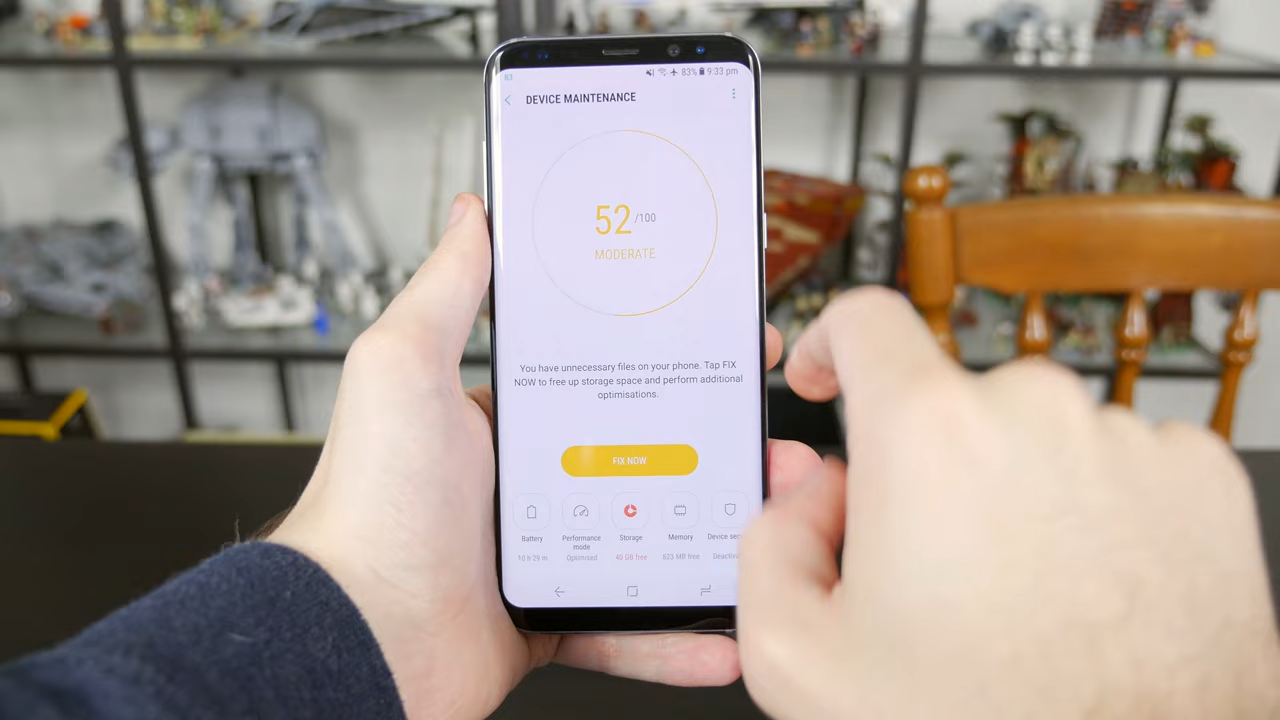 83% 9:33 pm
DEVICE MAINTENANCE
52/100
MODERATE
You have unnecessary files on your phone. Tap FIX
NOW to free up storage space and perform additional
optimisations.
FIX NOW
Battery Performance mode Storage Memory Device
10 h 29 m Optimised 40 GB free 823 MB free